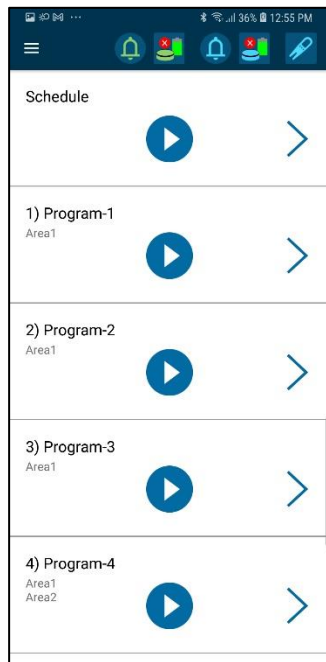 36% 12:55 PM
Schedule
1) Program-1
Area1
2) Program-2
Area1
3) Program-3
Area1
4) Program-4
Area1
Area2